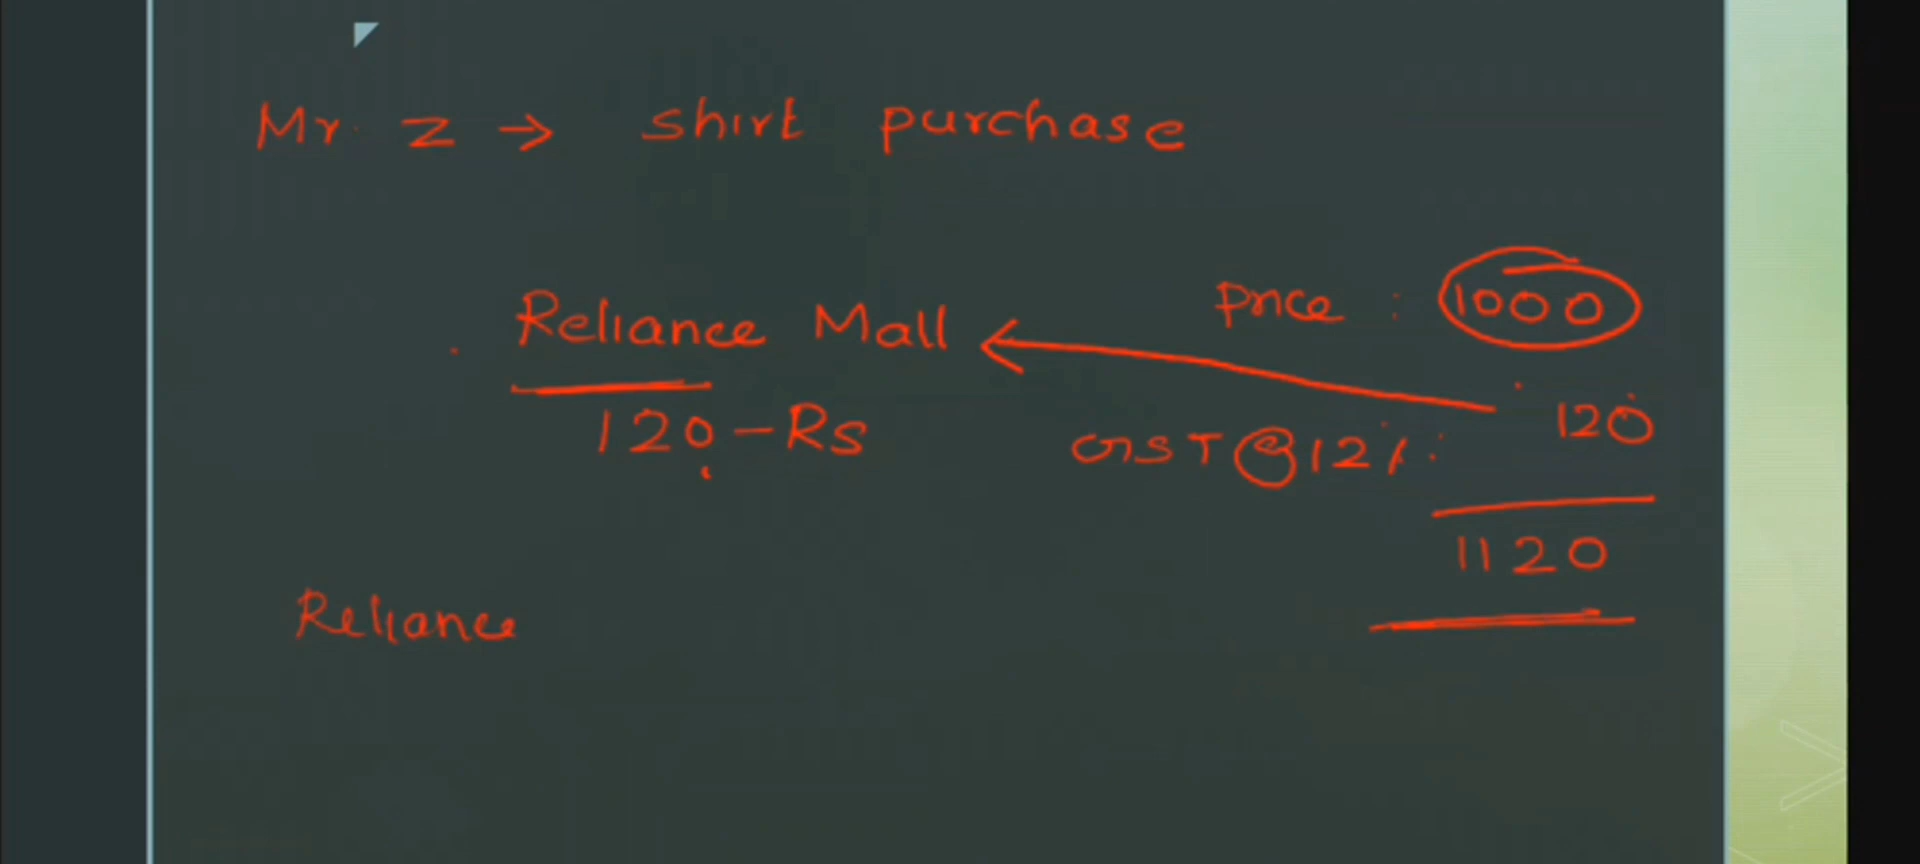 Mr. Z → shirt purchase
Price : 1000
Reliance Mall
120
120 - Rs
GST @ 12% :
1120
Reliance